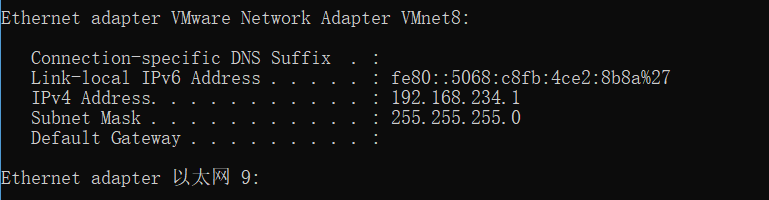 Ethernet adapter VMware Network Adapter VMnet8:
Connection-specific DNS Suffix . :
Link-local IPv6 Address . . . . . : fe80::5068:c8fb:4ce2:8b8a%27
IPv4 Address. . . . . . . . . . . : 192.168.234.1
Subnet Mask . . . . . . . . . . . : 255.255.255.0
Default Gateway . . . . . . . . . :
Ethernet adapter 以太网 9: